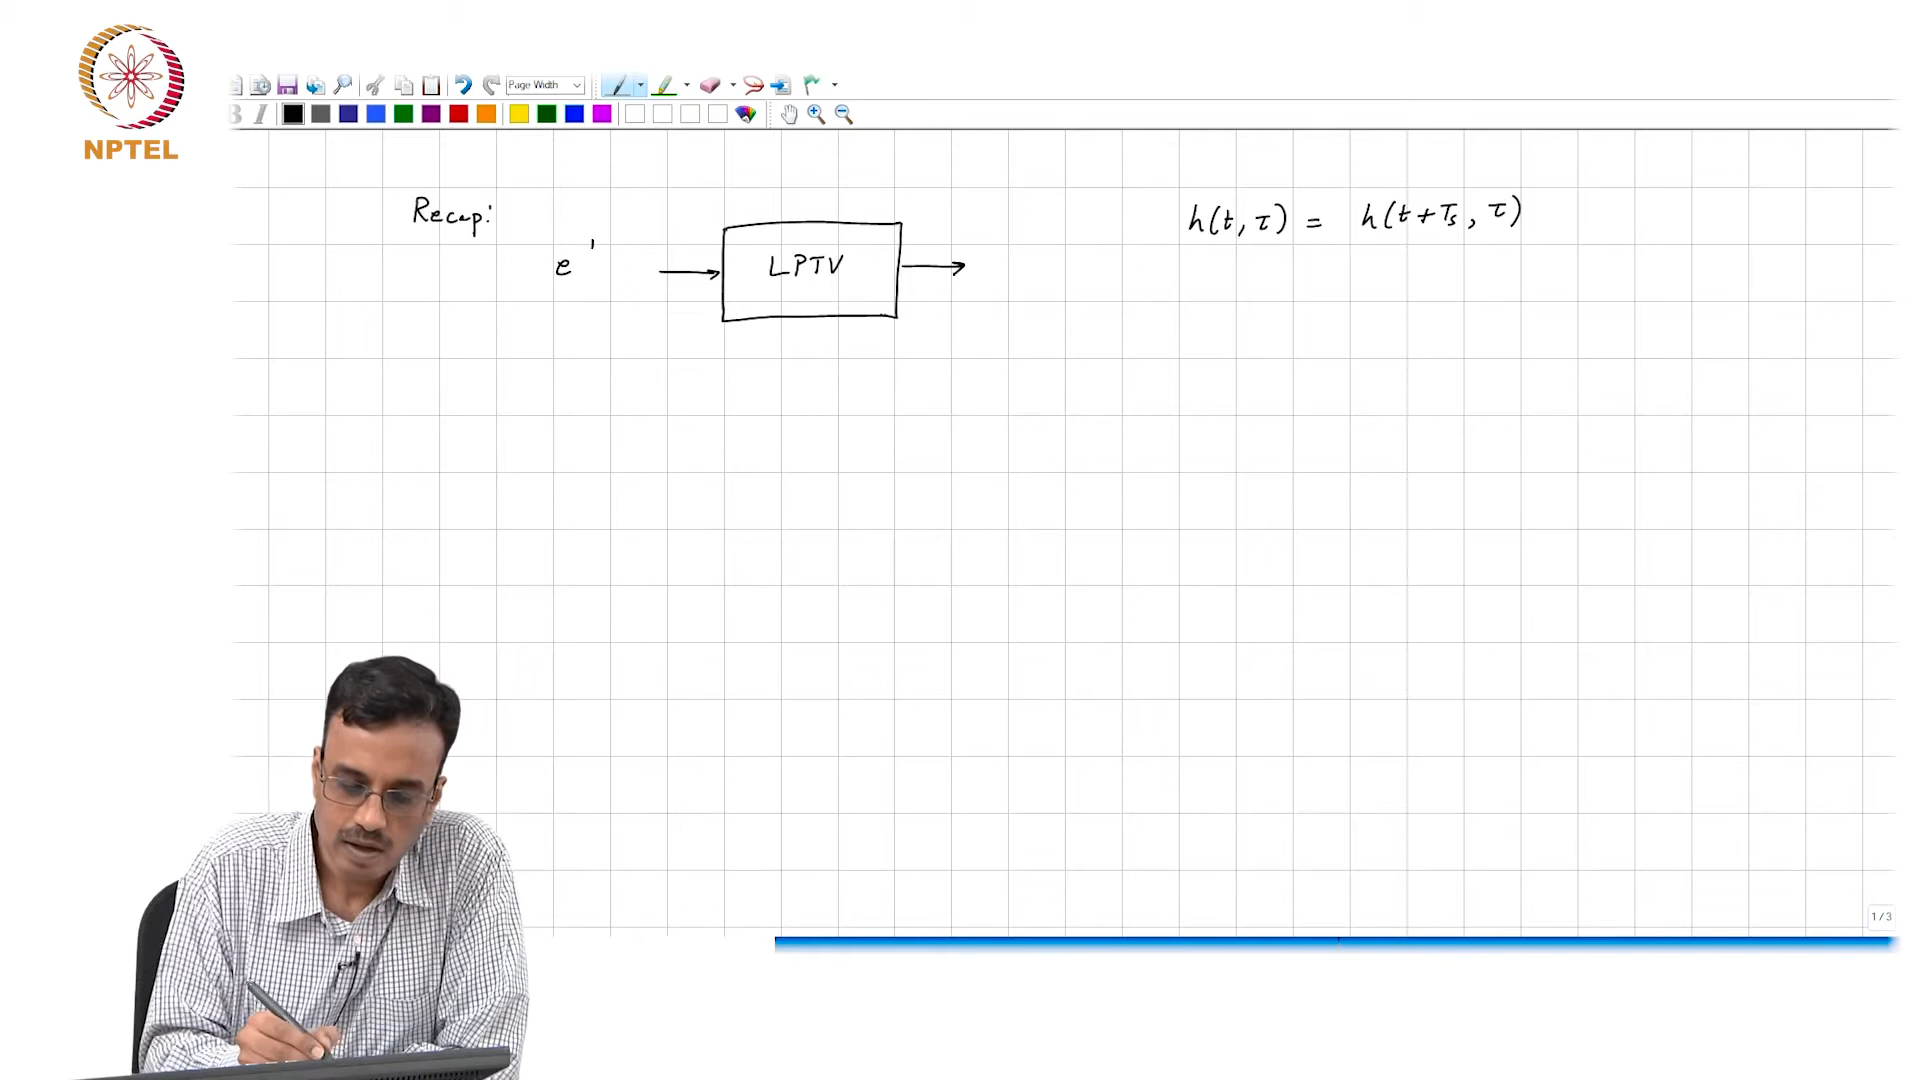 NPTEL
Page Width
B I
Recap:
h(t, τ) = h(t+Ts, τ)
e
LPTV
1 / 3